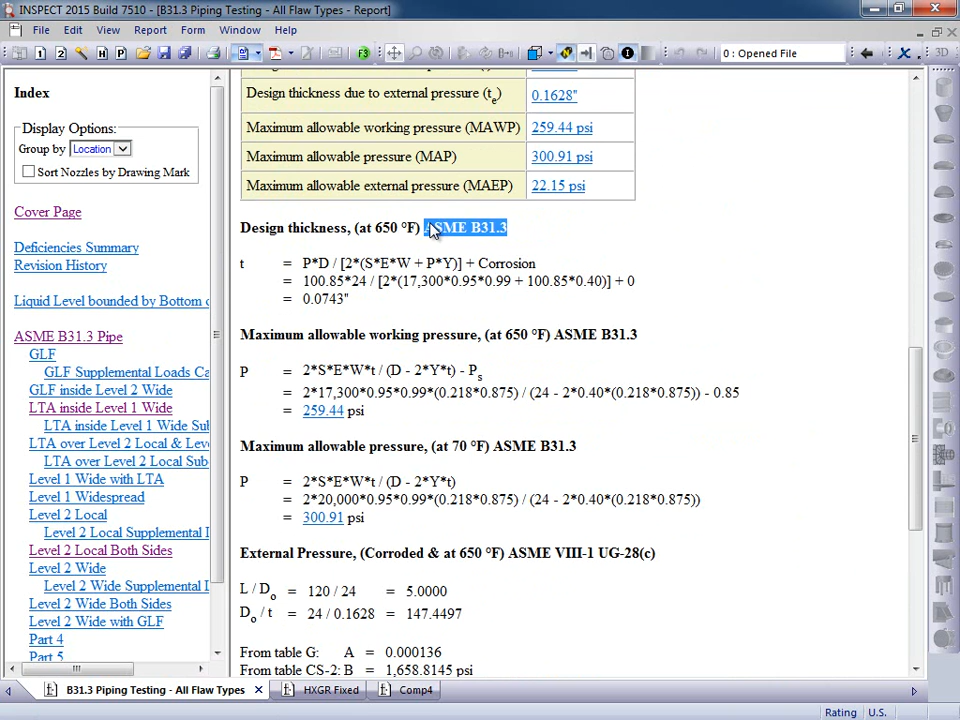 INSPECT 2015 Build 7510 - [B31.3 Piping Testing - All Flaw Types - Report]
File Edit View Report Form Window Help
0 : Opened File
3D
Index
Display Options:
Group by Location
Sort Nozzles by Drawing Mark
Cover Page
Deficiencies Summary
Revision History
Liquid Level bounded by Bottom
ASME B31.3 Pipe
GLF
GLF Supplemental Loads Ca
GLF inside Level 2 Wide
LTA inside Level 1 Wide
LTA inside Level 1 Wide Sub
LTA over Level 2 Local & Leve
LTA over Level 2 Local Sub-
Level 1 Wide with LTA
Level 1 Widespread
Level 2 Local
Level 2 Local Supplemental
Level 2 Local Both Sides
Level 2 Wide
Level 2 Wide Supplemental
Level 2 Wide Both Sides
Level 2 Wide with GLF
Part 4
Part 5
Design thickness due to external pressure (te) 0.1628"
Maximum allowable working pressure (MAWP) 259.44 psi
Maximum allowable pressure (MAP) 300.91 psi
Maximum allowable external pressure (MAEP) 22.15 psi
Design thickness, (at 650 °F) ASME B31.3
t = P*D / [2*(S*E*W + P*Y)] + Corrosion
= 100.85*24 / [2*(17,300*0.95*0.99 + 100.85*0.40)] + 0
= 0.0743"
Maximum allowable working pressure, (at 650 °F) ASME B31.3
P = 2*S*E*W*t / (D - 2*Y*t) - Ps
= 2*17,300*0.95*0.99*(0.218*0.875) / (24 - 2*0.40*(0.218*0.875)) - 0.85
= 259.44 psi
Maximum allowable pressure, (at 70 °F) ASME B31.3
P = 2*S*E*W*t / (D - 2*Y*t)
= 2*20,000*0.95*0.99*(0.218*0.875) / (24 - 2*0.40*(0.218*0.875))
= 300.91 psi
External Pressure, (Corroded & at 650 °F) ASME VIII-1 UG-28(c)
L / Do = 120 / 24 = 5.0000
Do / t = 24 / 0.1628 = 147.4497
From table G: A = 0.000136
From table CS-2: B = 1,658.8145 psi
B31.3 Piping Testing - All Flaw Types HXGR Fixed Comp4
Rating U.S.